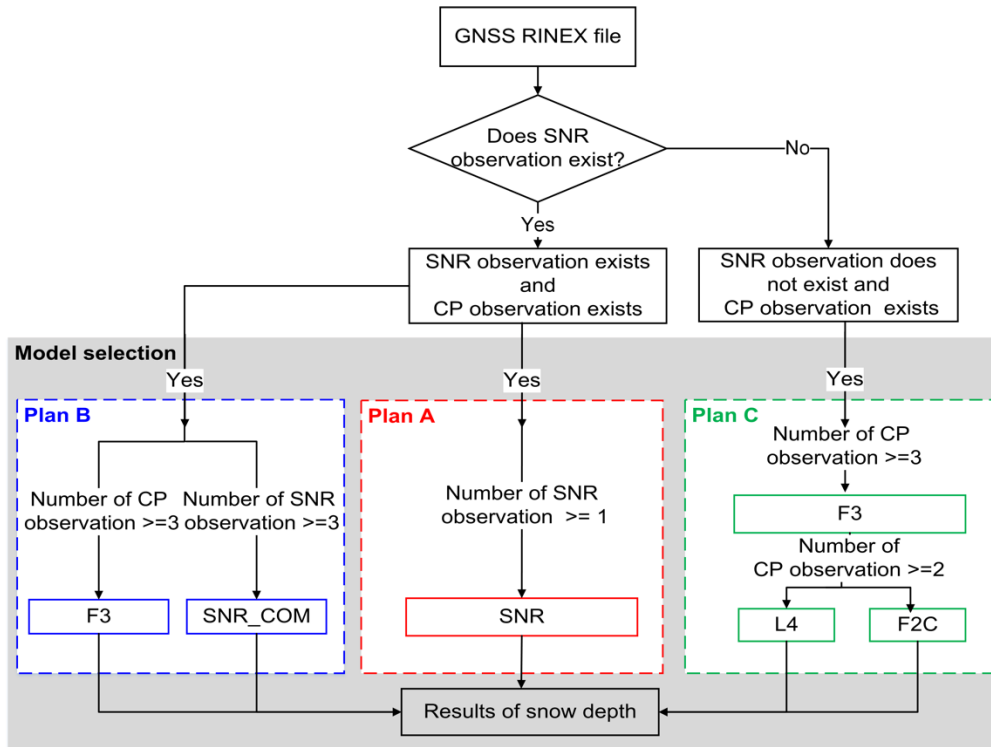 GNSS RINEX file
Does SNR
observation exist?
No
Yes
SNR observation exists
and
CP observation exists
SNR observation does
not exist and
CP observation exists
Model selection
Yes
Yes
Yes
Plan B
Number of CP
observation >=3
Number of SNR
observation >=3
F3
SNR_COM
Plan A
Number of SNR
observation >= 1
SNR
Plan C
Number of CP
observation >=3
F3
Number of
CP observation >=2
L4
F2C
Results of snow depth